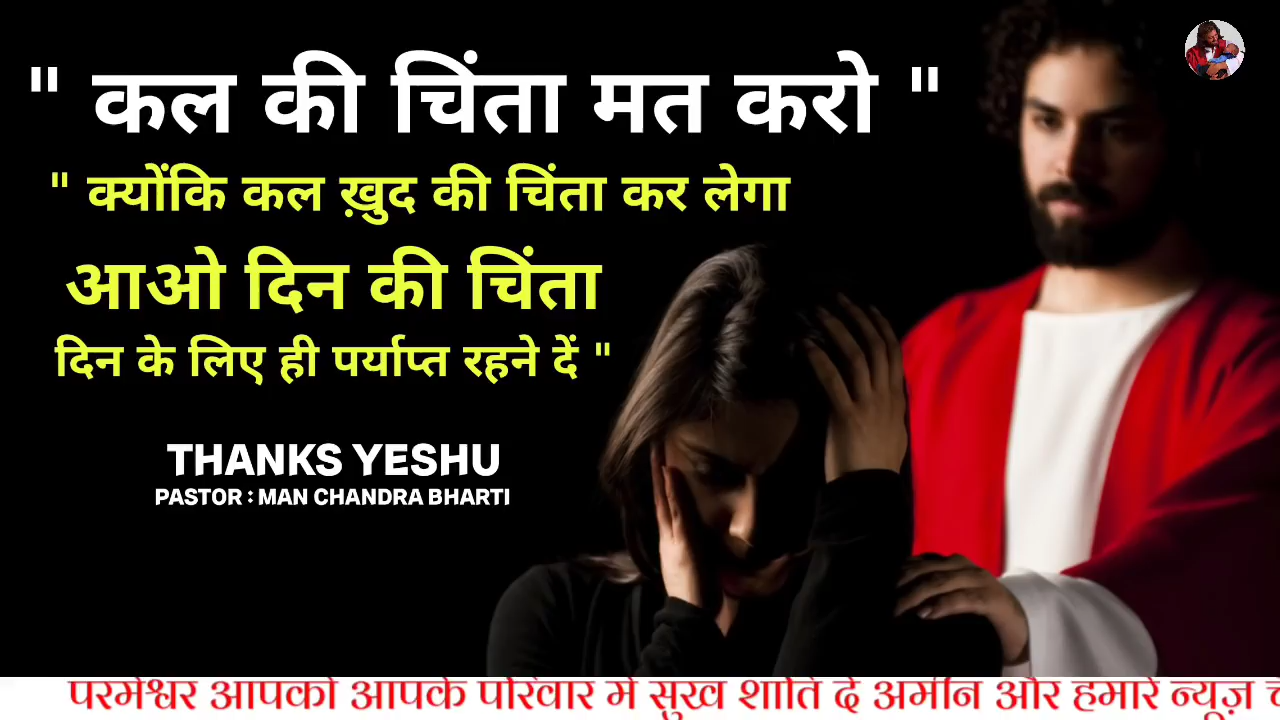 " कल की चिंता मत करो "
" क्योंकि कल ख़ुद की चिंता कर लेगा
आओ दिन की चिंता
दिन के लिए ही पर्याप्त रहने दें "
THANKS YESHU
PASTOR : MAN CHANDRA BHARTI
परमेश्वर आपको आपके परिवार में सुख शांति दे अमीन और हमारे न्यूज़